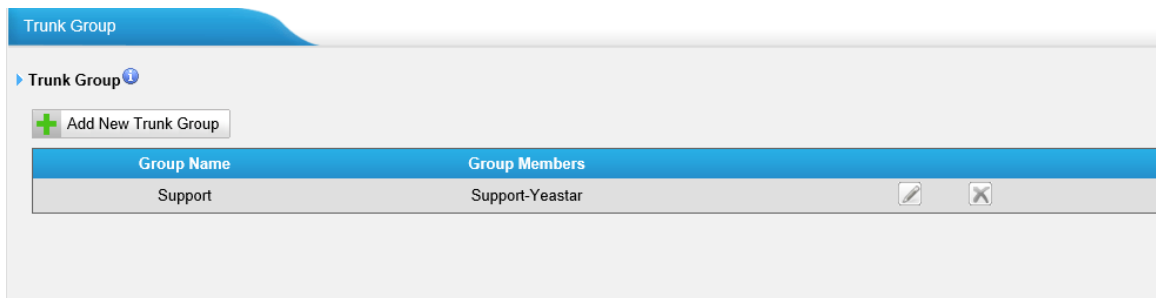 Trunk Group
Trunk Group
Add New Trunk Group
Group Name Group Members
Support Support-Yeastar